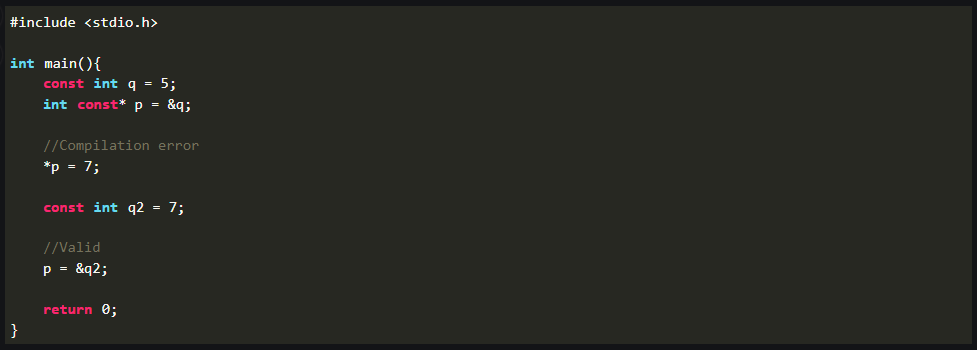 #include <stdio.h>
int main(){
const int q = 5;
int const* p = &q;
//Compilation error
*p = 7;
const int q2 = 7;
//Valid
p = &q2;
return 0;
}